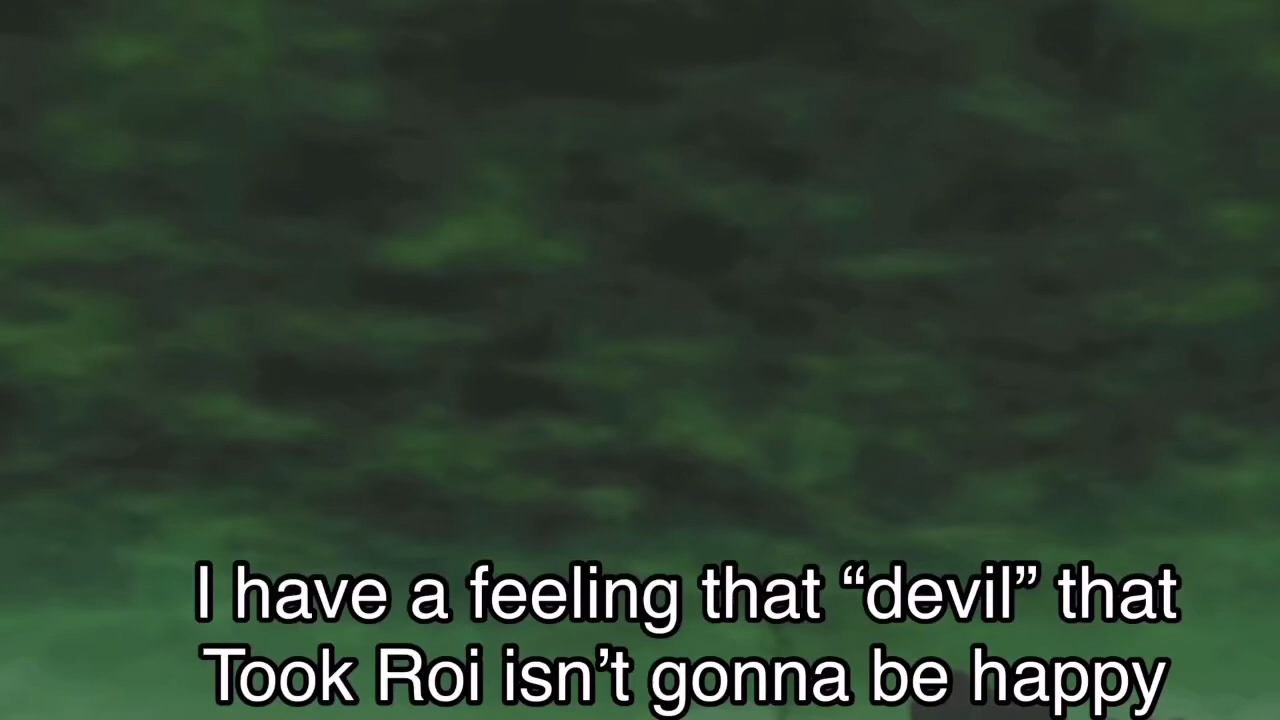 I have a feeling that “devil” that
Took Roi isn’t gonna be happy